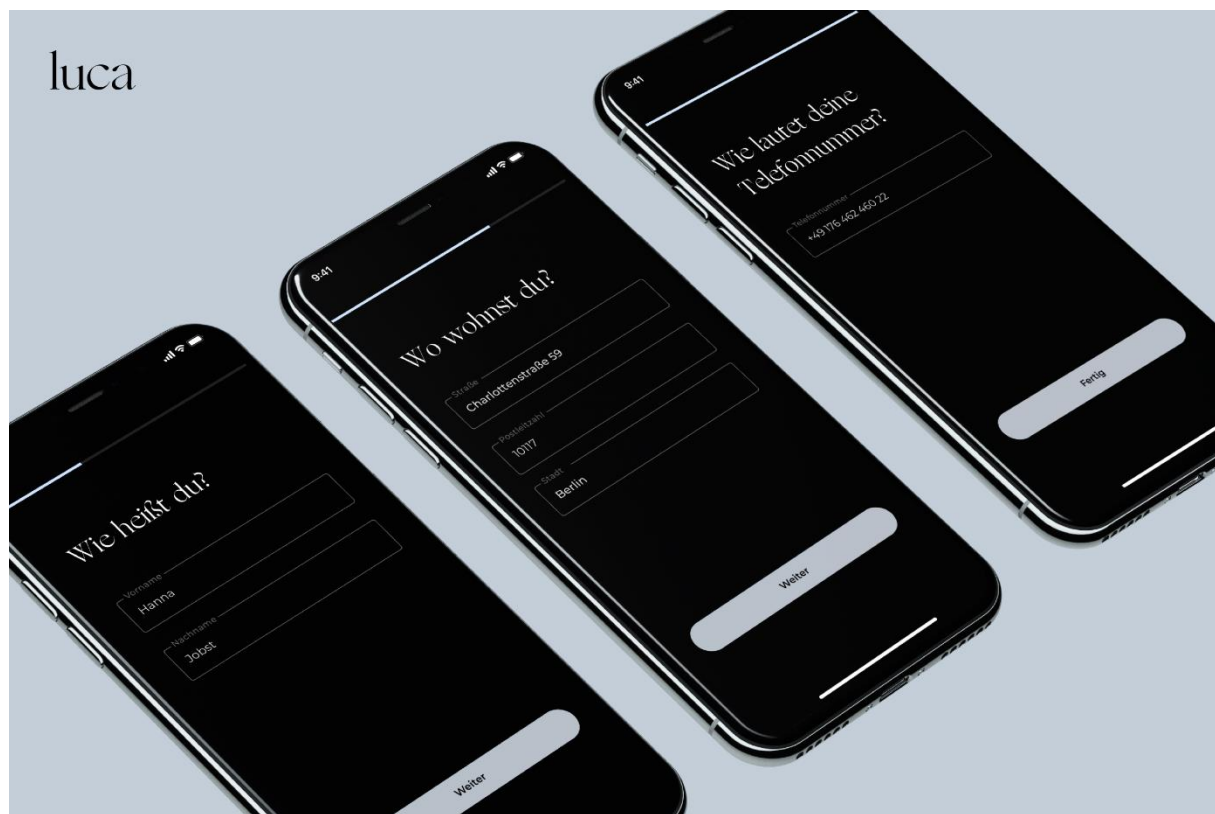 luca
9:41
Wie heißt du?
Vorname
Hanna
Nachname
Jobst
Weiter
9:41
Wo wohnst du?
Straße
Charlottenstraße 59
Postleitzahl
10117
Stadt
Berlin
Weiter
9:41
Wie lautet deine
Telefonnummer?
Telefonnummer
+49 176 462 460 22
Fertig